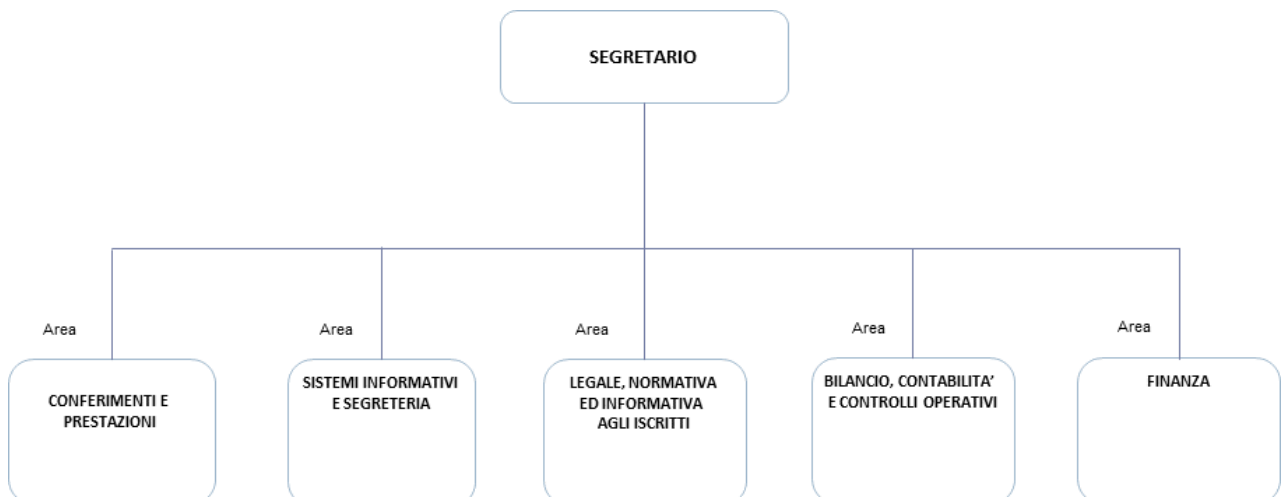 SEGRETARIO
Area
Area
Area
Area
Area
CONFERIMENTI E
PRESTAZIONI
SISTEMI INFORMATIVI
E SEGRETERIA
LEGALE, NORMATIVA
ED INFORMATIVA
AGLI ISCRITTI
BILANCIO, CONTABILITA’
E CONTROLLI OPERATIVI
FINANZA